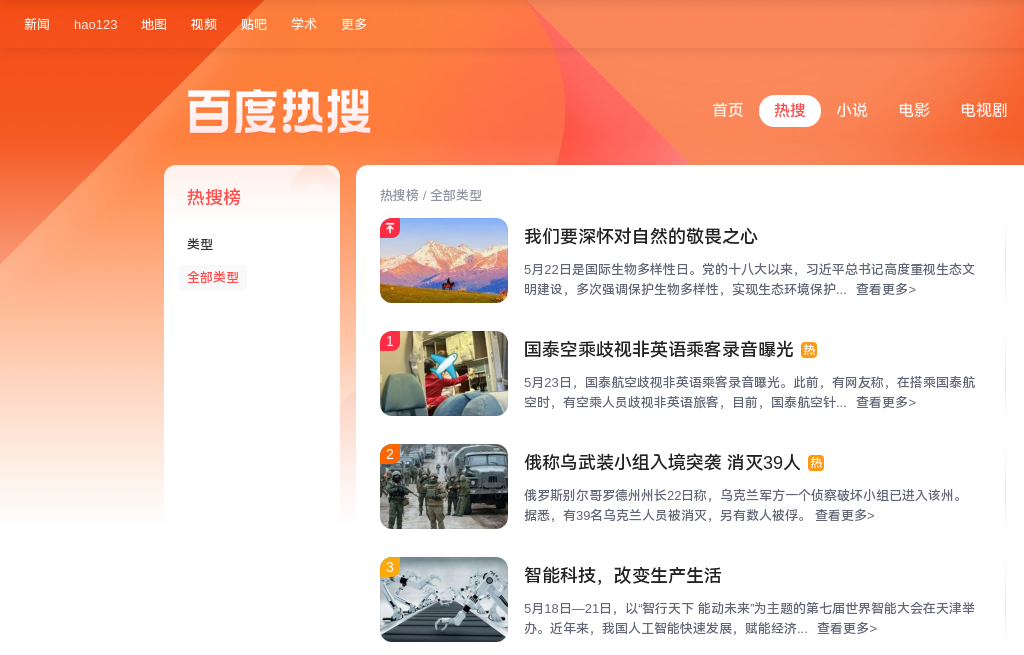 新闻 hao123 地图 视频 贴吧 学术 更多
百度热搜
首页 热搜 小说 电影 电视剧
热搜榜
类型
全部类型
热搜榜 / 全部类型
我们要深怀对自然的敬畏之心
5月22日是国际生物多样性日。党的十八大以来，习近平总书记高度重视生态文
明建设，多次强调保护生物多样性，实现生态环境保护... 查看更多>
1
国泰空乘歧视非英语乘客录音曝光 热
5月23日，国泰航空歧视非英语乘客录音曝光。此前，有网友称，在搭乘国泰航
空时，有空乘人员歧视非英语旅客，目前，国泰航空针... 查看更多>
2
俄称乌武装小组入境突袭 消灭39人 热
俄罗斯别尔哥罗德州州长22日称，乌克兰军方一个侦察破坏小组已进入该州。
据悉，有39名乌克兰人员被消灭，另有数人被俘。 查看更多>
3
智能科技，改变生产生活
5月18日—21日，以“智行天下 能动未来”为主题的第七届世界智能大会在天津举
办。近年来，我国人工智能快速发展，赋能经济... 查看更多>